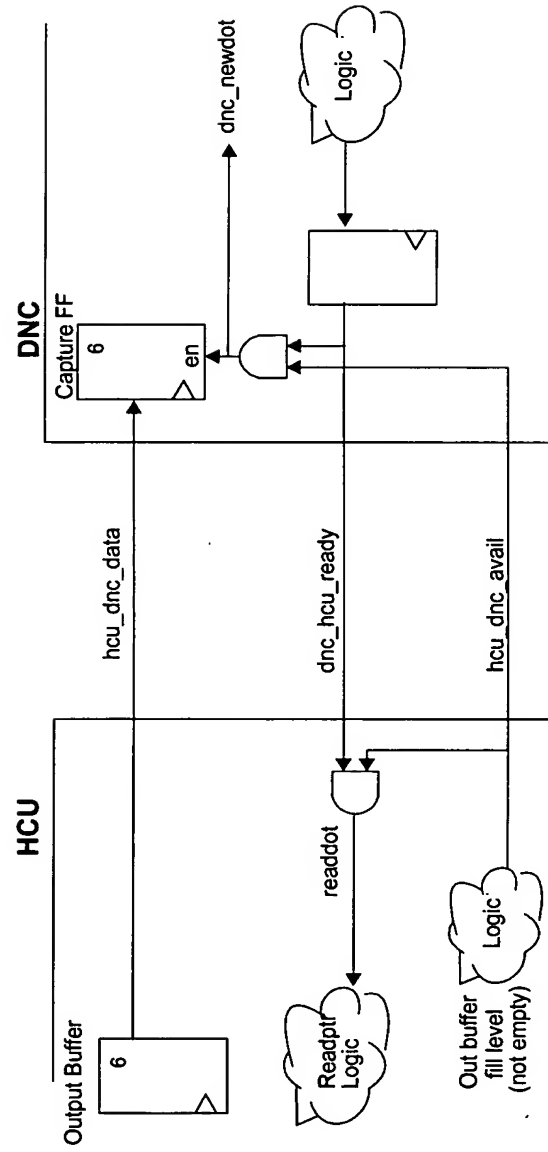 HCU
DNC
Output Buffer
6
hcu_dnc_data
Capture FF
6
en
dnc_newdot
Readptr
Logic
readdot
dnc_hcu_ready
Logic
Out buffer
fill level
(not empty)
Logic
hcu_dnc_avail